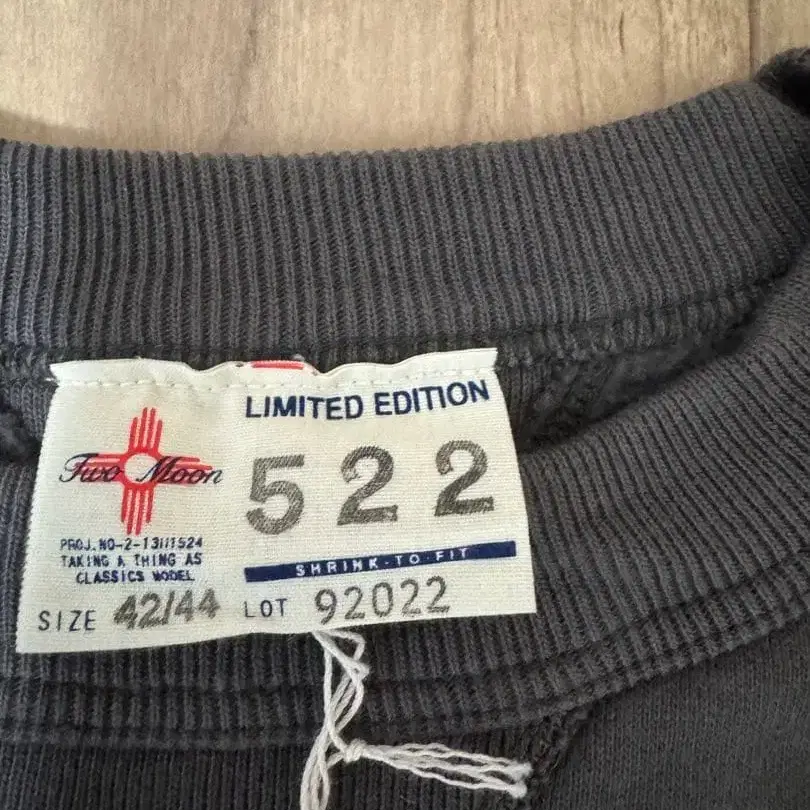 LIMITED EDITION
Two Moon
522
PROJ.NO-2-13111524
TAKING A THING AS
CLASSICS MODEL
SHRINK-TO-FIT
SIZE 42/44 LOT 92022